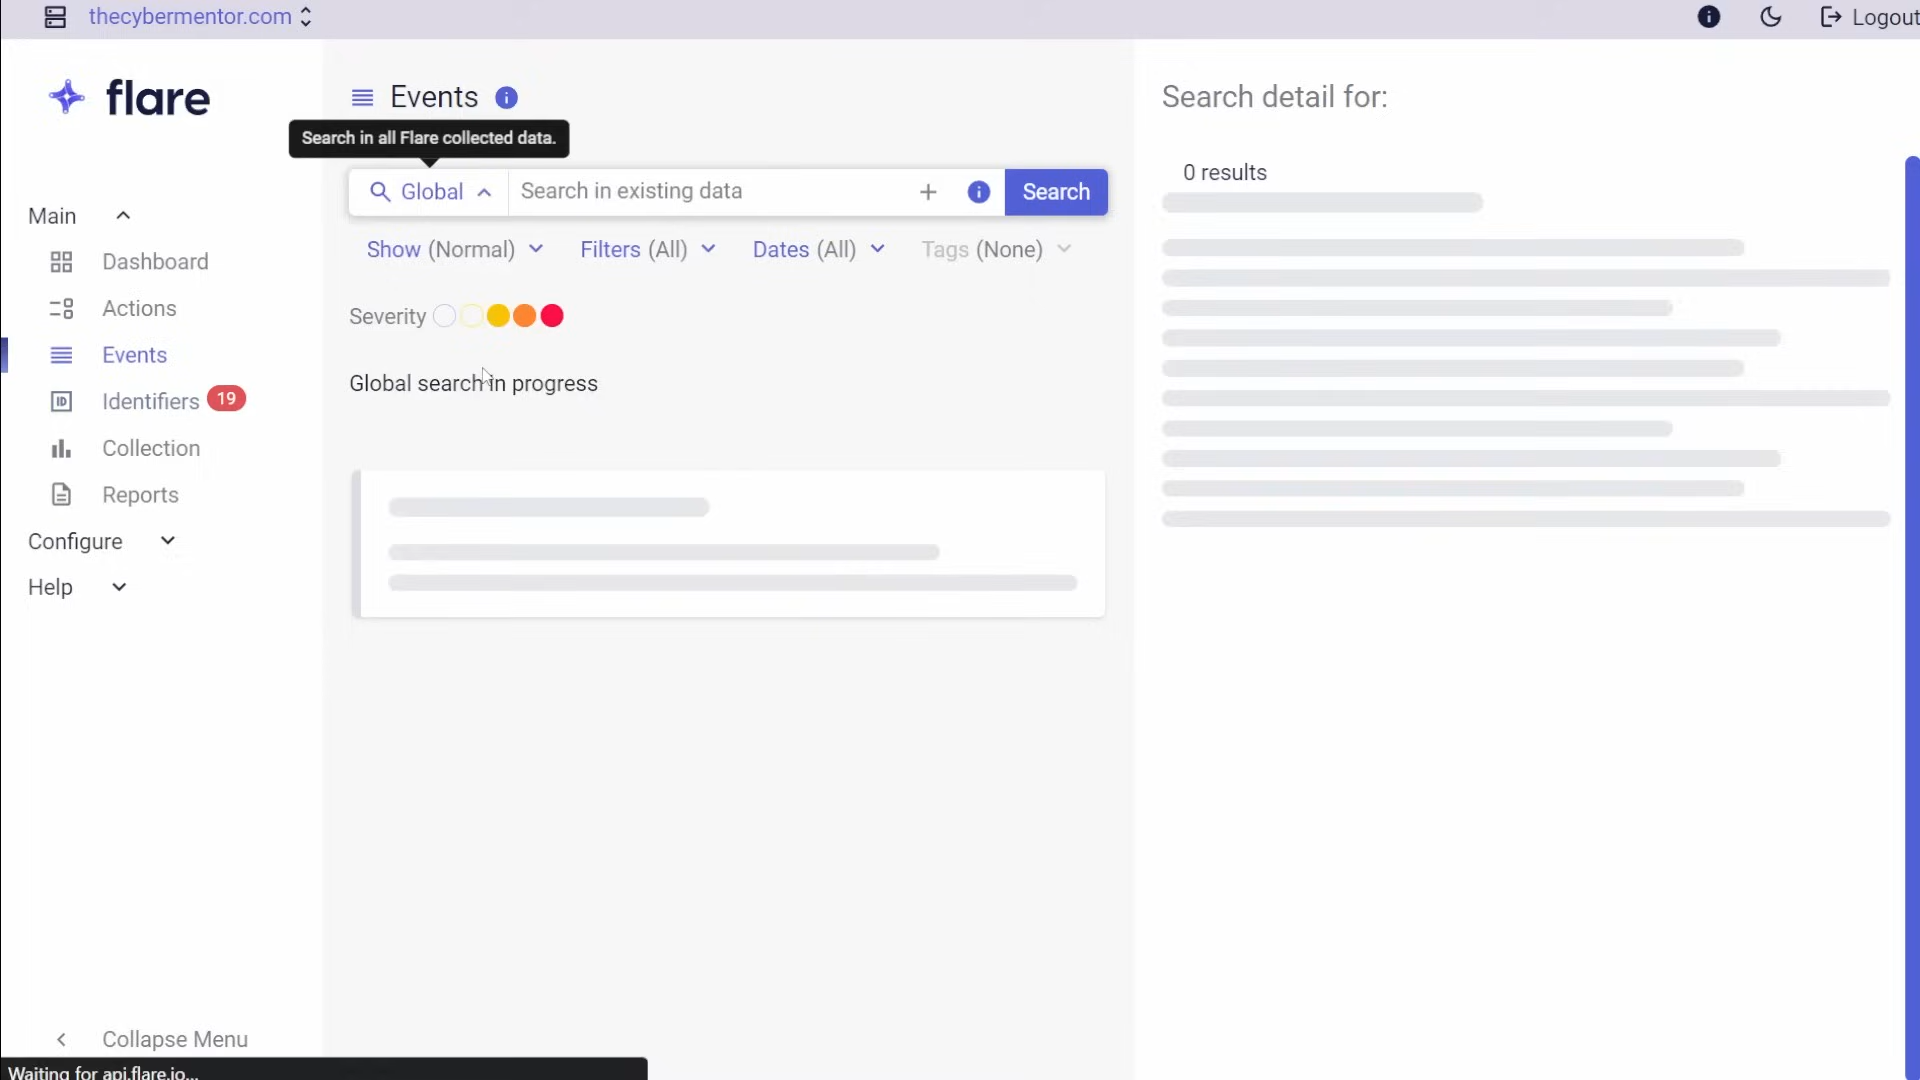 thecybermentor.com
Logout
flare
Events
Search in all Flare collected data.
Global
Search in existing data
Search
Show (Normal)
Filters (All)
Dates (All)
Tags (None)
Severity
Global search in progress
Main
Dashboard
Actions
Events
Identifiers 19
Collection
Reports
Configure
Help
Collapse Menu
Waiting for api.flare.io...
Search detail for:
0 results